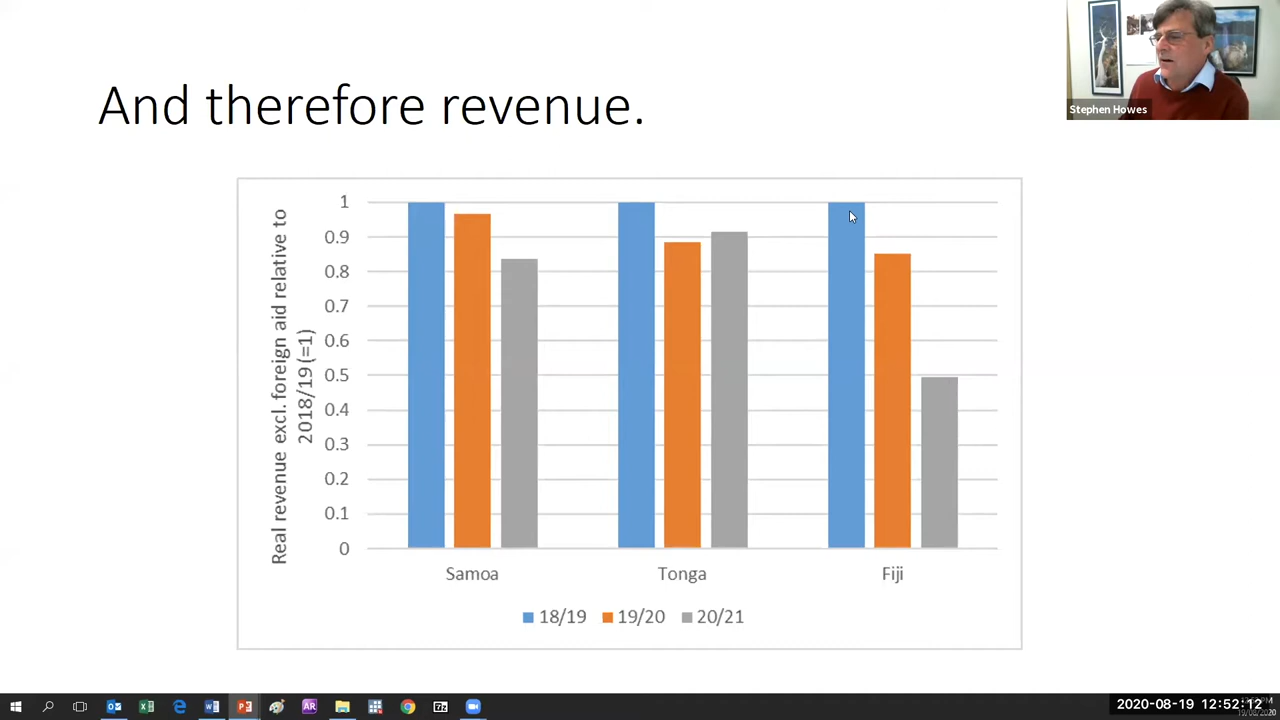 And therefore revenue.
Stephen Howes
Real revenue excl. foreign aid relative to
2018/19 (=1)
1
0.9
0.8
0.7
0.6
0.5
0.4
0.3
0.2
0.1
0
Samoa
Tonga
Fiji
18/19
19/20
20/21
AR
2020-08-19 12:52:12